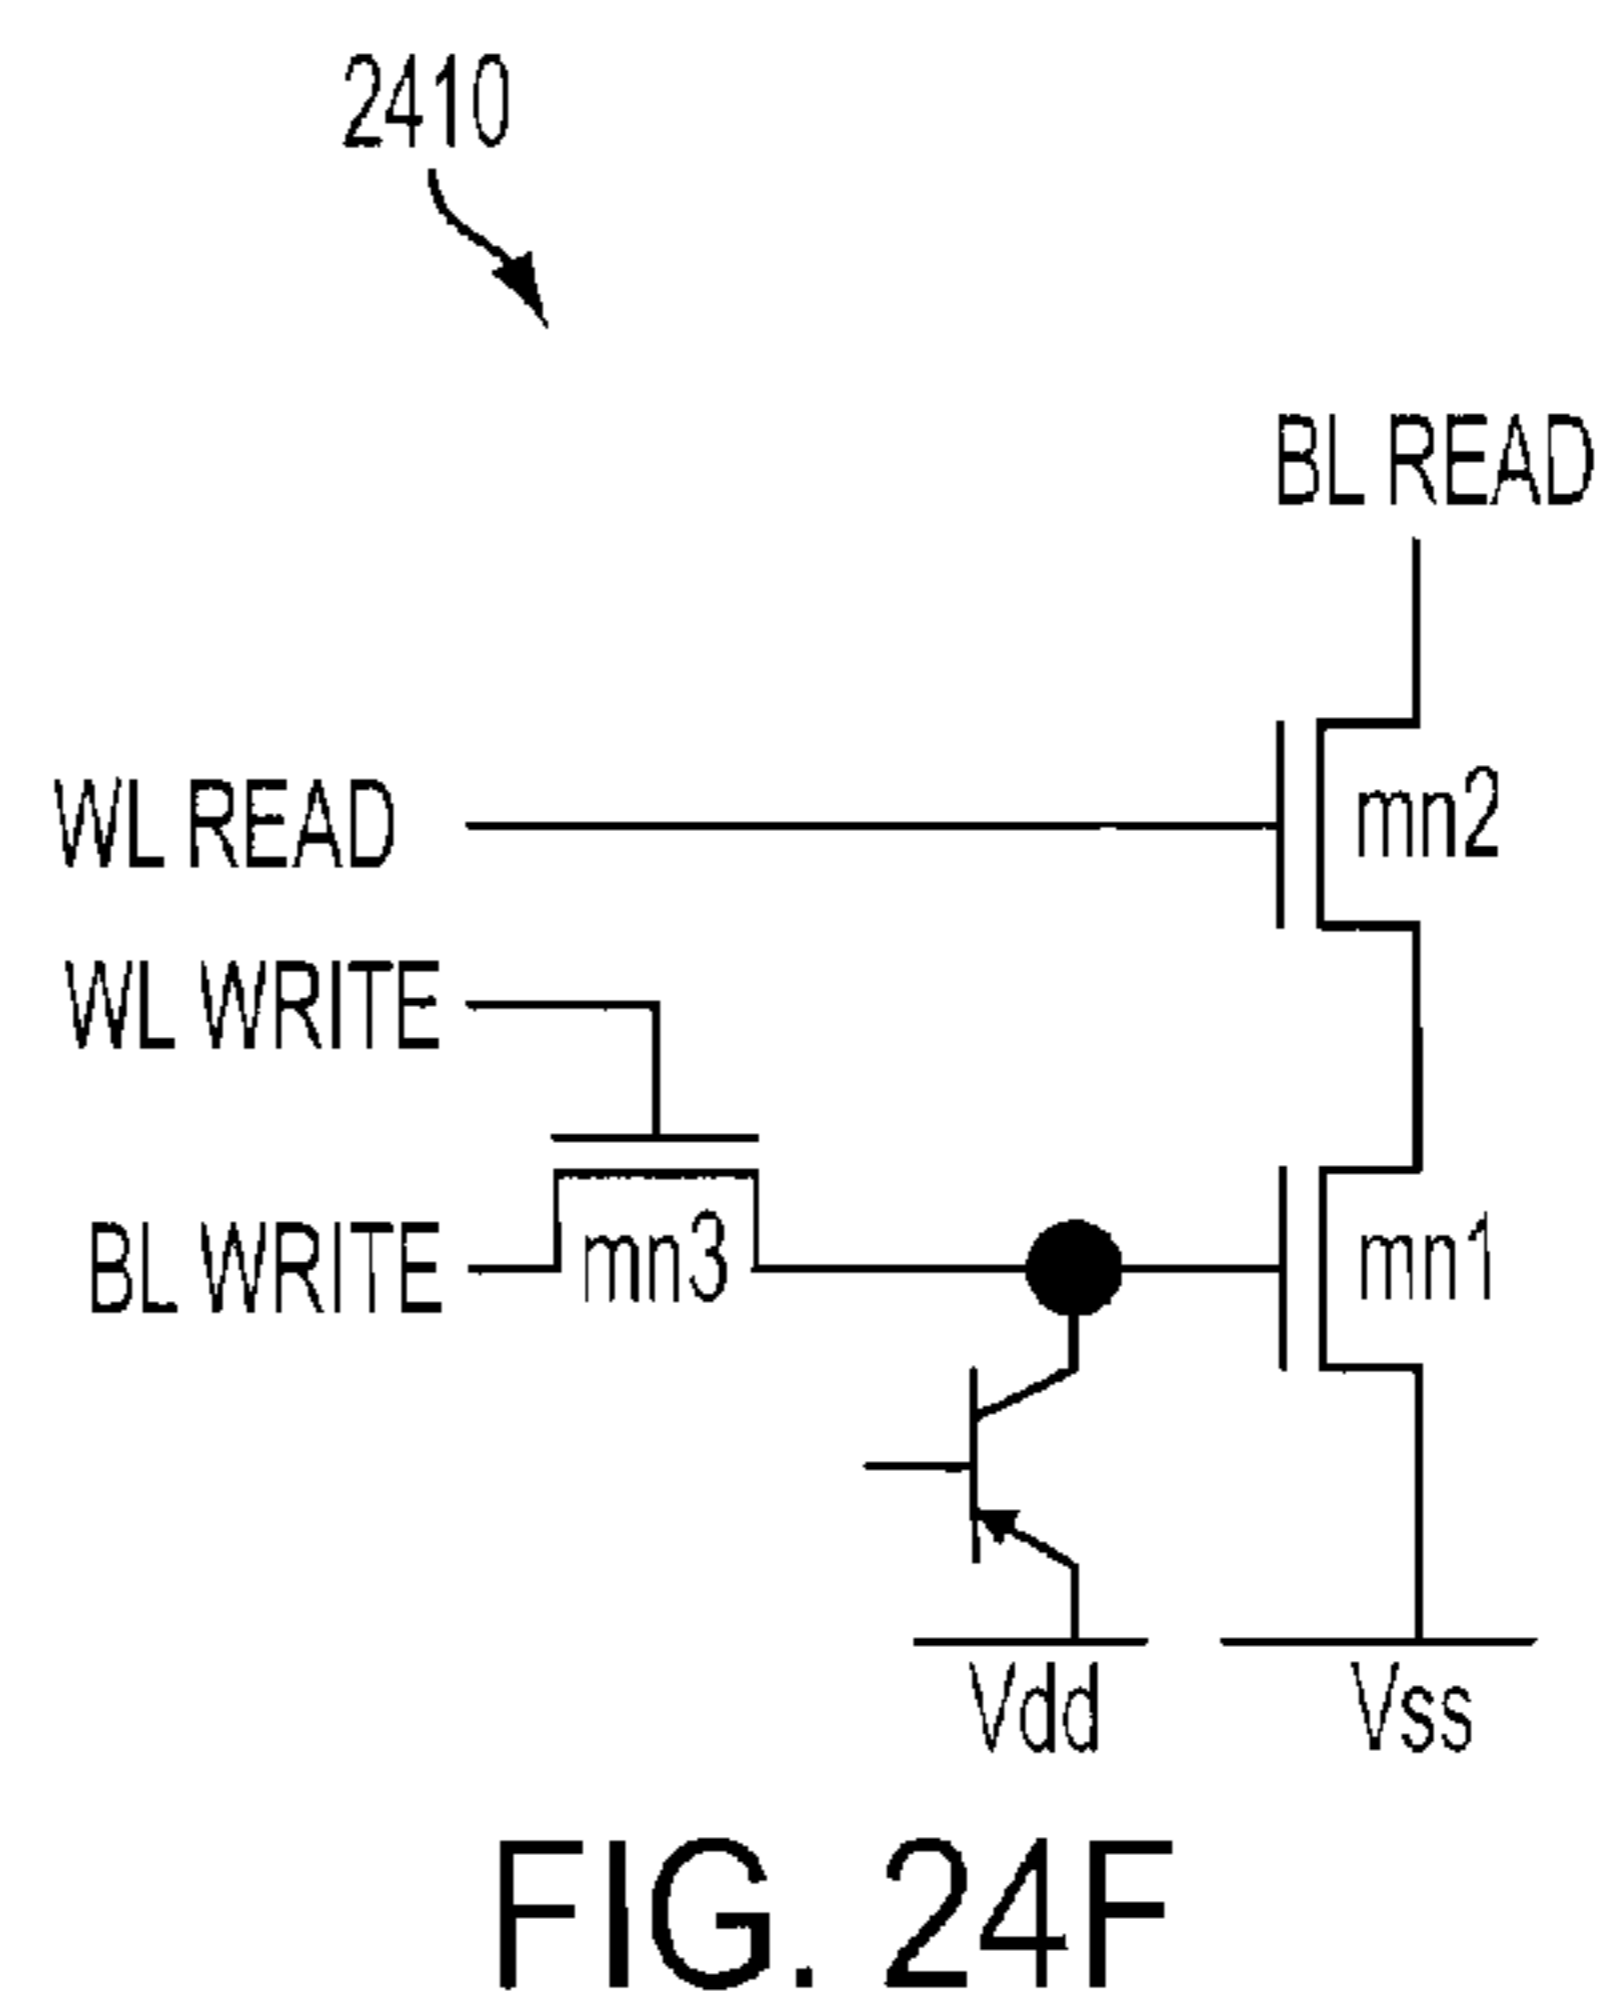 2410
BL READ
WL READ
mn2
WL WRITE
BL WRITE
mn3
mn1
Vdd
Vss
FIG. 24F